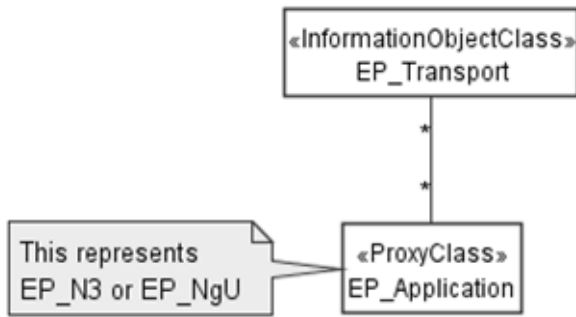 «InformationObjectClass»
EP_Transport
*
*
This represents
EP_N3 or EP_NgU
«ProxyClass»
EP_Application